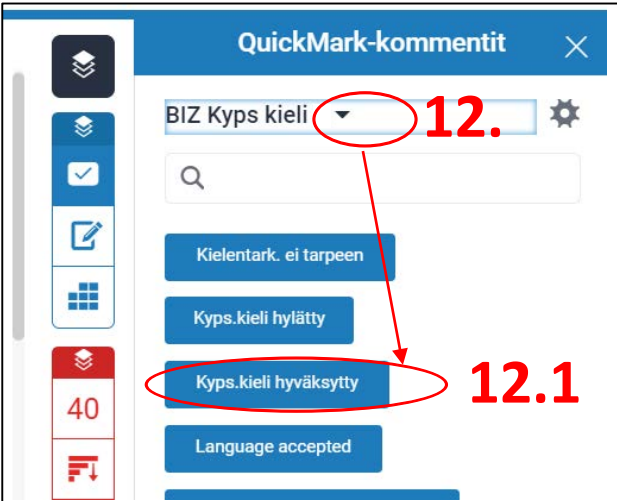 QuickMark-kommentit
BIZ Kyps kieli 12.
Kielentark. ei tarpeen
Kyps.kieli hylätty
Kyps.kieli hyväksytty 12.1
40
Language accepted